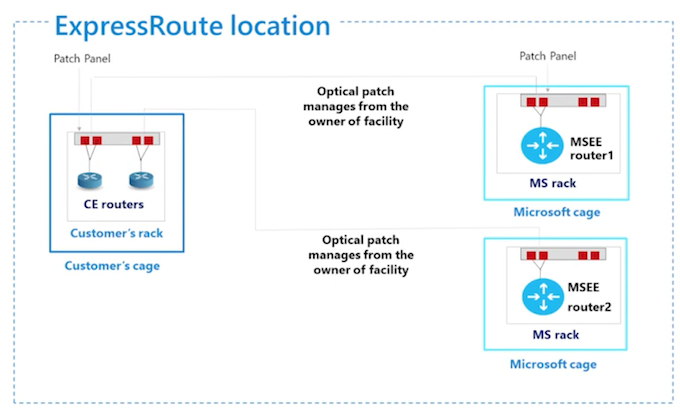 ExpressRoute location
Patch Panel
Patch Panel
Optical patch
manages from the
owner of facility
MSEE
router1
MS rack
Microsoft cage
CE routers
Customer's rack
Customer's cage
Optical patch
manages from the
owner of facility
MSEE
router2
MS rack
Microsoft cage